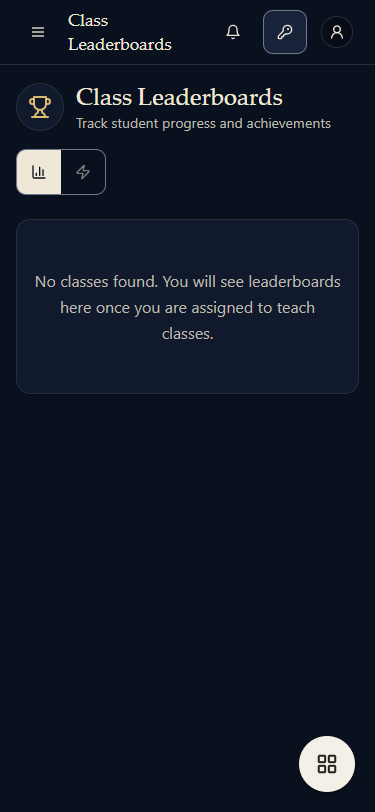 Class
Leaderboards
Class Leaderboards
Track student progress and achievements
No classes found. You will see leaderboards
here once you are assigned to teach
classes.